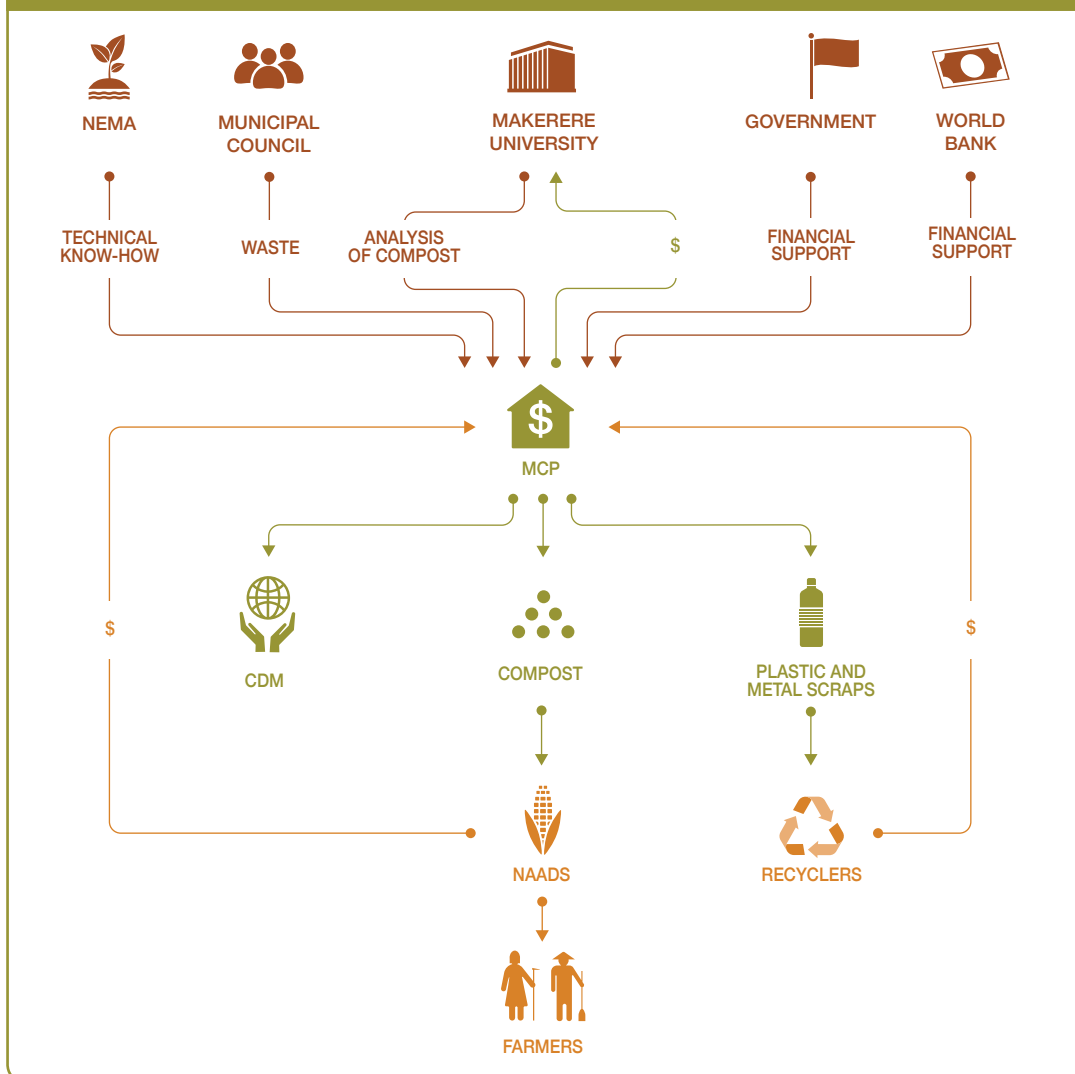 NEMA
MUNICIPAL
COUNCIL
MAKERERE
UNIVERSITY
GOVERNMENT
WORLD
BANK
TECHNICAL
KNOW-HOW
WASTE
ANALYSIS
OF COMPOST
$
FINANCIAL
SUPPORT
FINANCIAL
SUPPORT
$
MCP
$
$
CDM
COMPOST
PLASTIC AND
METAL SCRAPS
NAADS
RECYCLERS
FARMERS